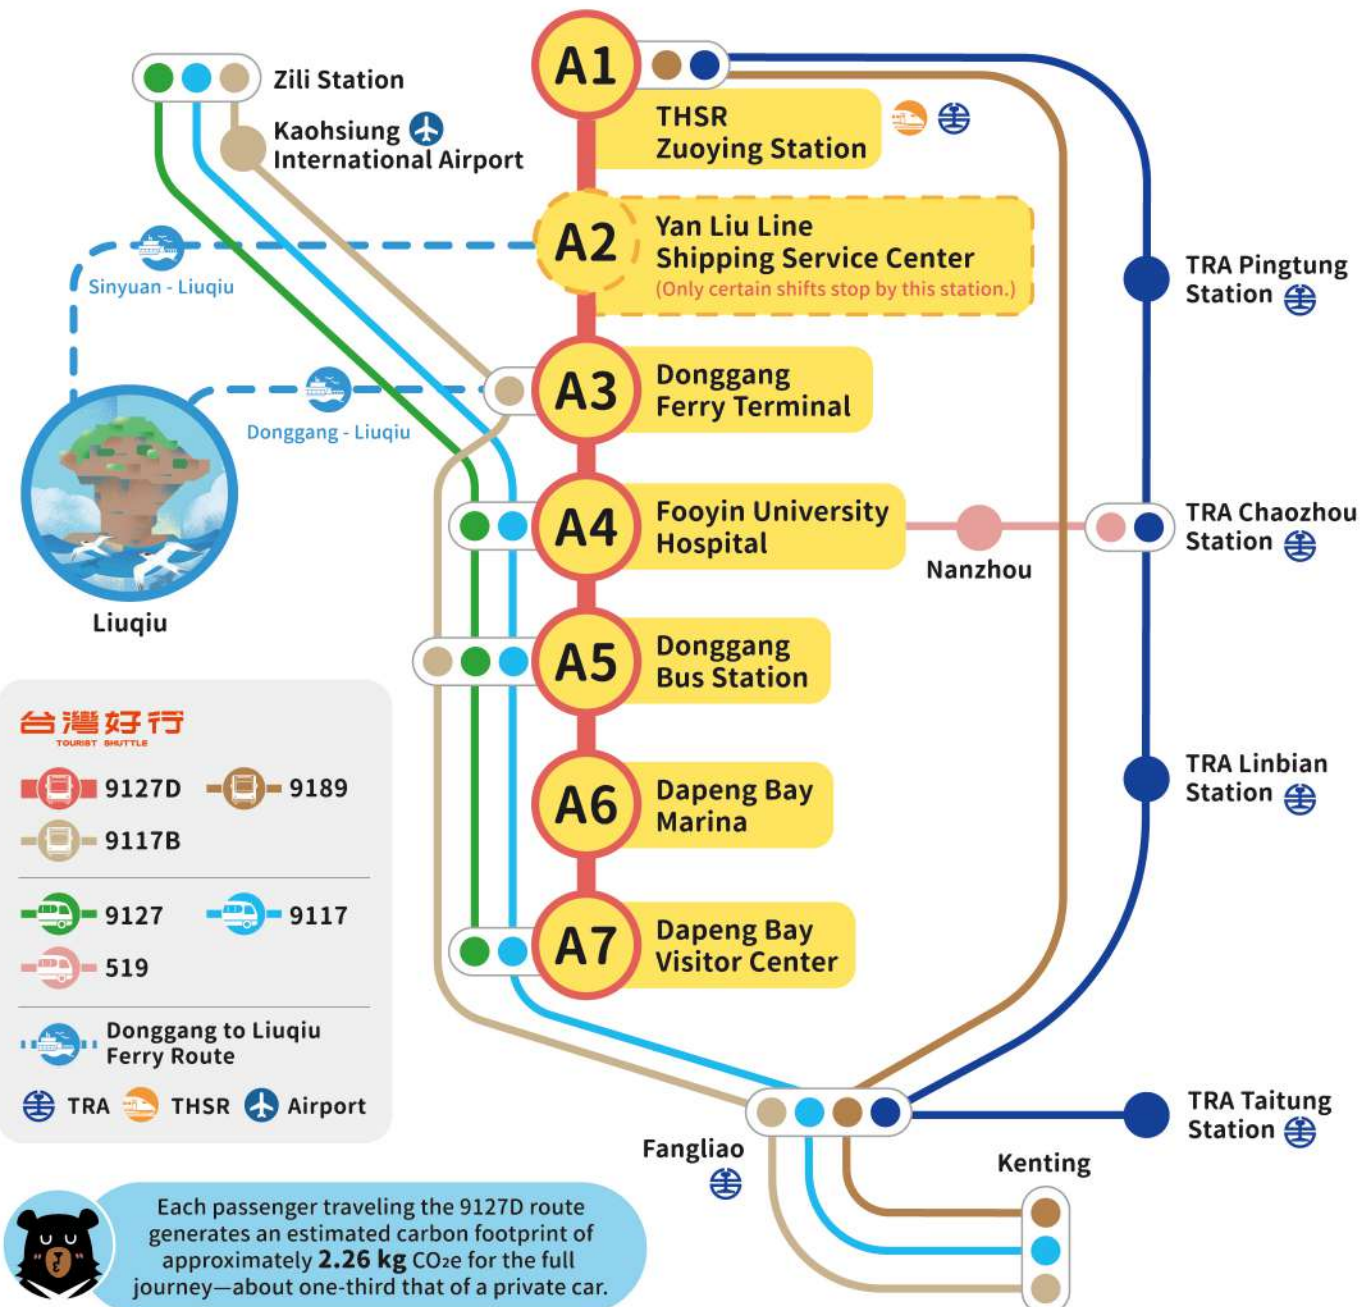 Zili Station
Kaohsiung
International Airport
A1
THSR
Zuoying Station
A2
Yan Liu Line
Shipping Service Center
(Only certain shifts stop by this station.)
Sinyuan - Liuqiu
TRA Pingtung
Station
A3
Donggang
Ferry Terminal
Donggang - Liuqiu
A4
Fooyin University
Hospital
Nanzhou
TRA Chaozhou
Station
Liuqiu
A5
Donggang
Bus Station
台灣好行
TOURIST SHUTTLE
9127D
9189
9117B
9127
9117
519
Donggang to Liuqiu
Ferry Route
TRA
THSR
Airport
A6
Dapeng Bay
Marina
TRA Linbian
Station
A7
Dapeng Bay
Visitor Center
TRA Taitung
Station
Fangliao
Kenting
Each passenger traveling the 9127D route
generates an estimated carbon footprint of
approximately 2.26 kg CO2e for the full
journey—about one-third that of a private car.